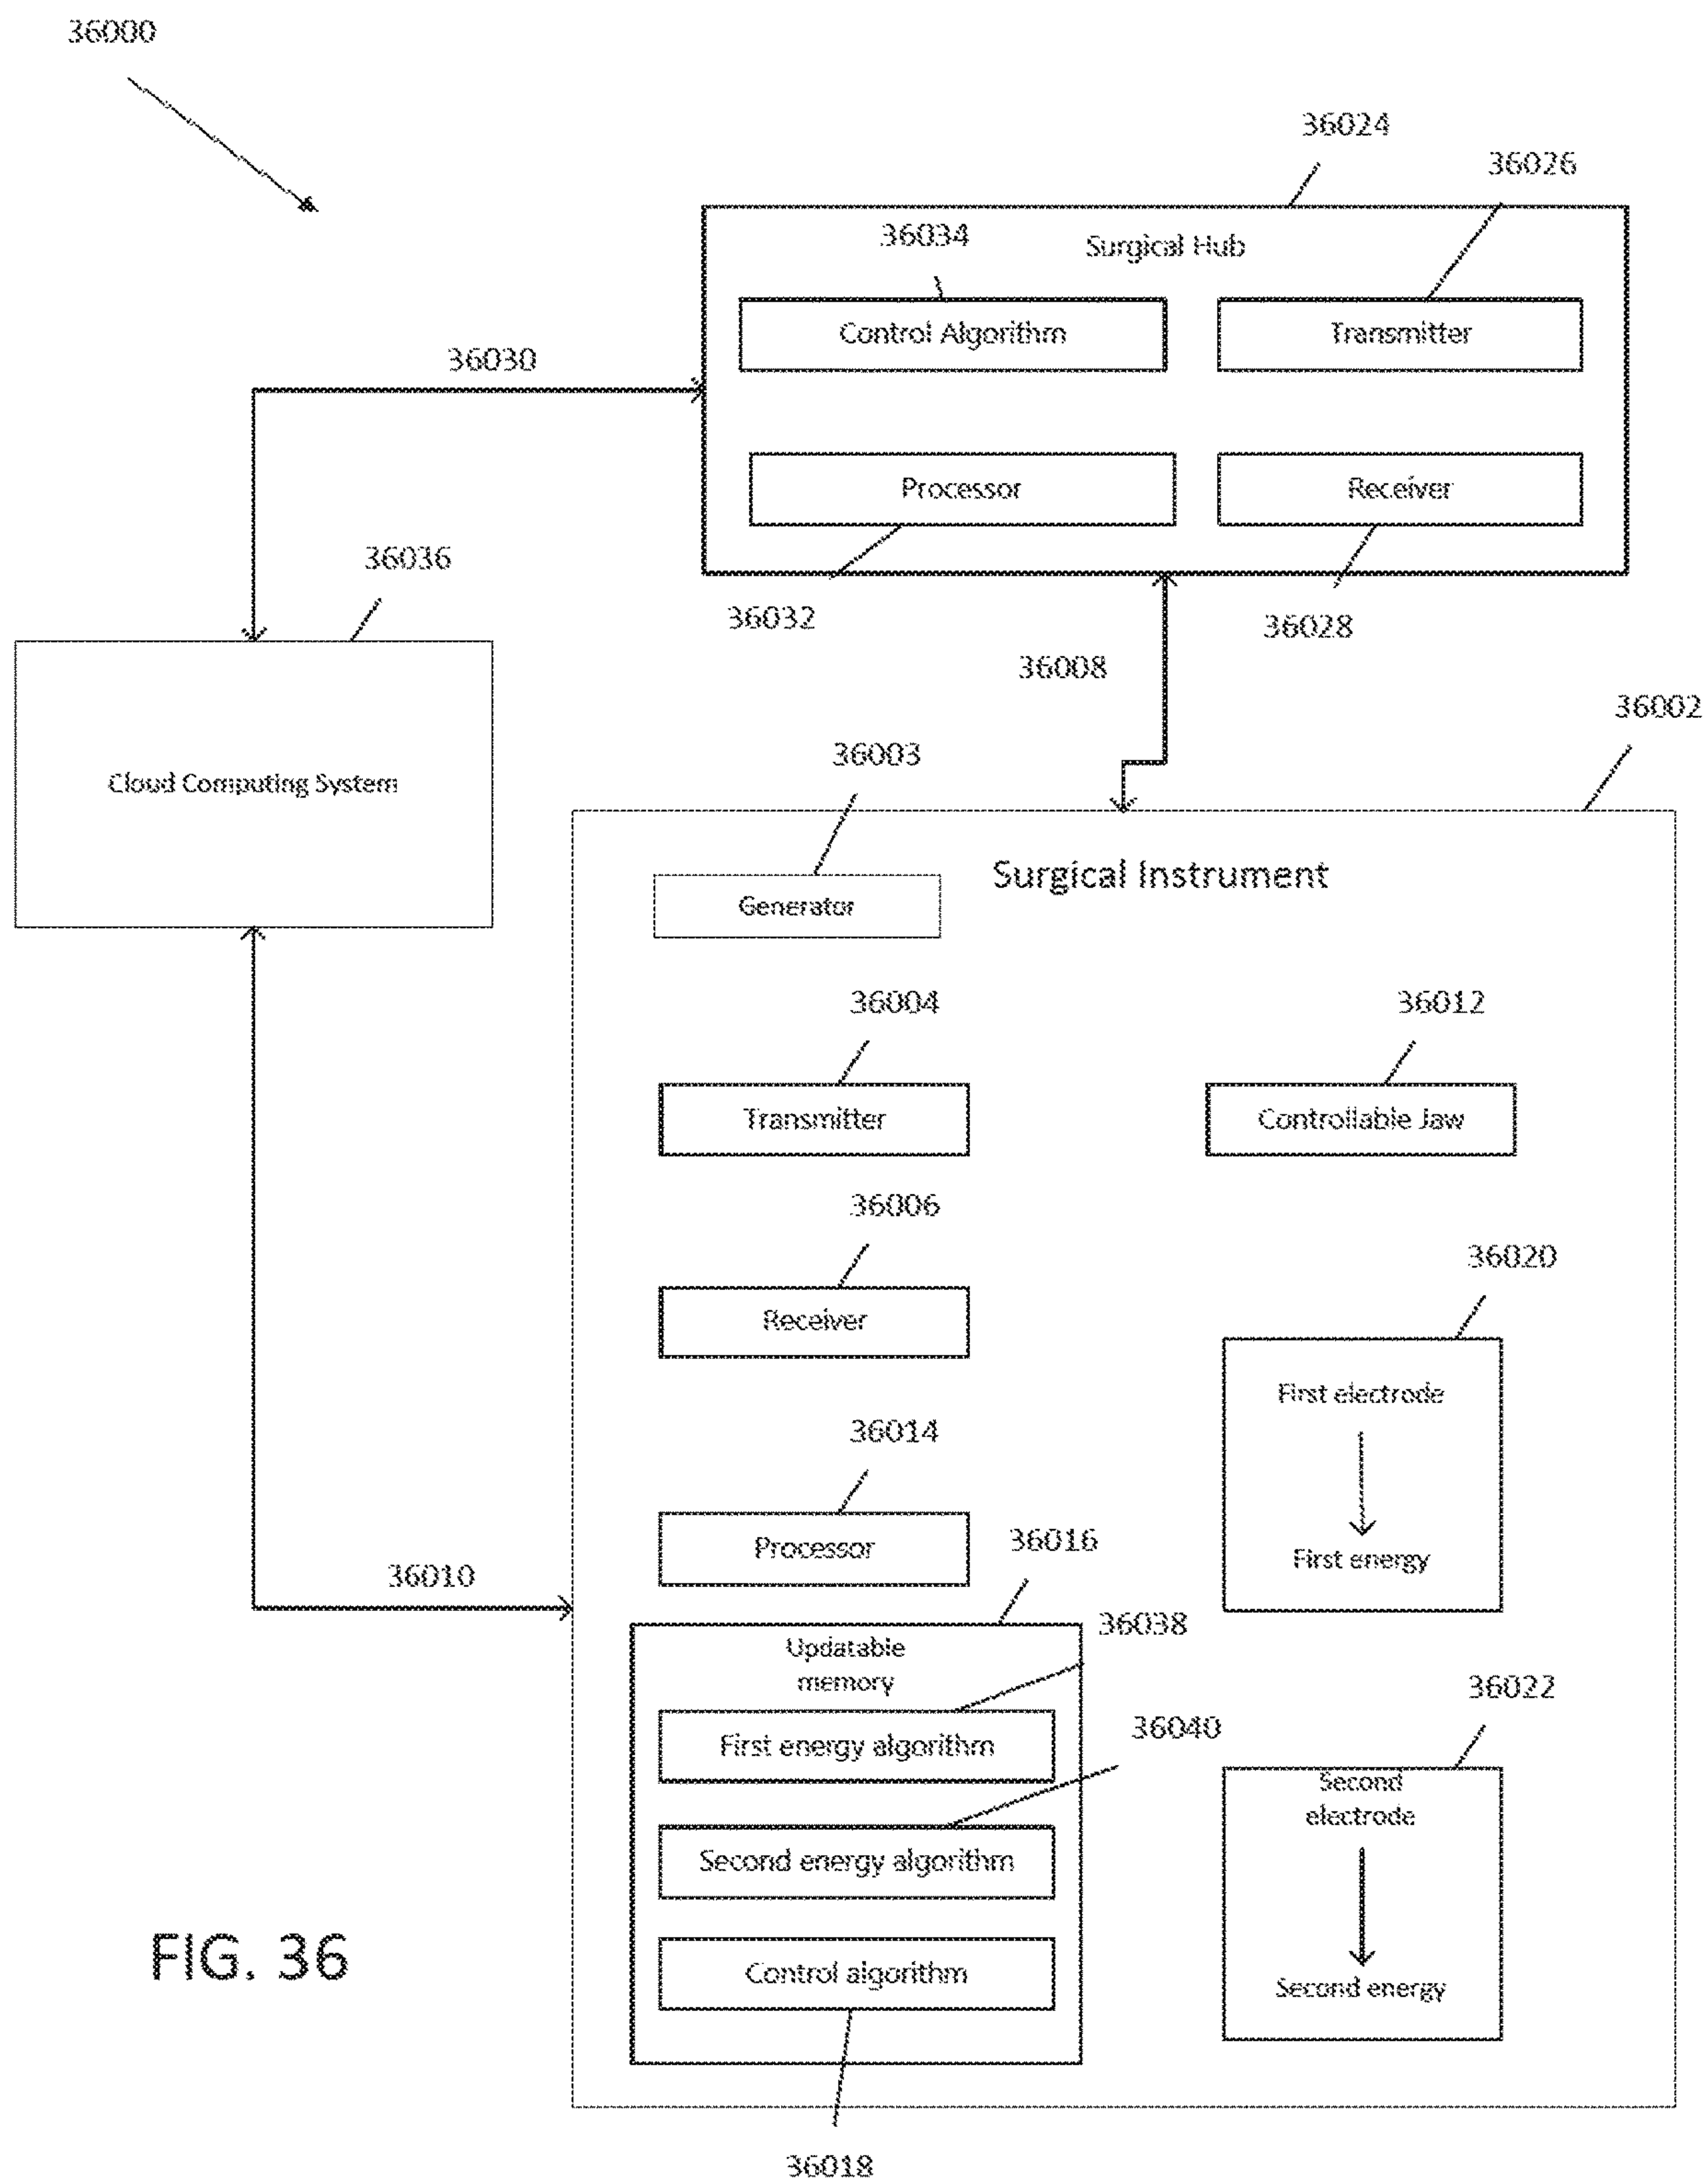 36000
36024
36026
36034
Surgical Hub
Control Algorithm
Transmitter
36030
Processor
Receiver
36036
36032
36028
36008
36002
36003
Cloud Computing System
Surgical Instrument
Generator
36004
36012
Transmitter
Controllable Jaw
36006
36020
Receiver
First electrode
36014
36016
Processor
First energy
36010
36038
Updatable
memory
36022
36040
First energy algorithm
Second
electrode
Second energy algorithm
FIG. 36
Control algorithm
Second energy
36018